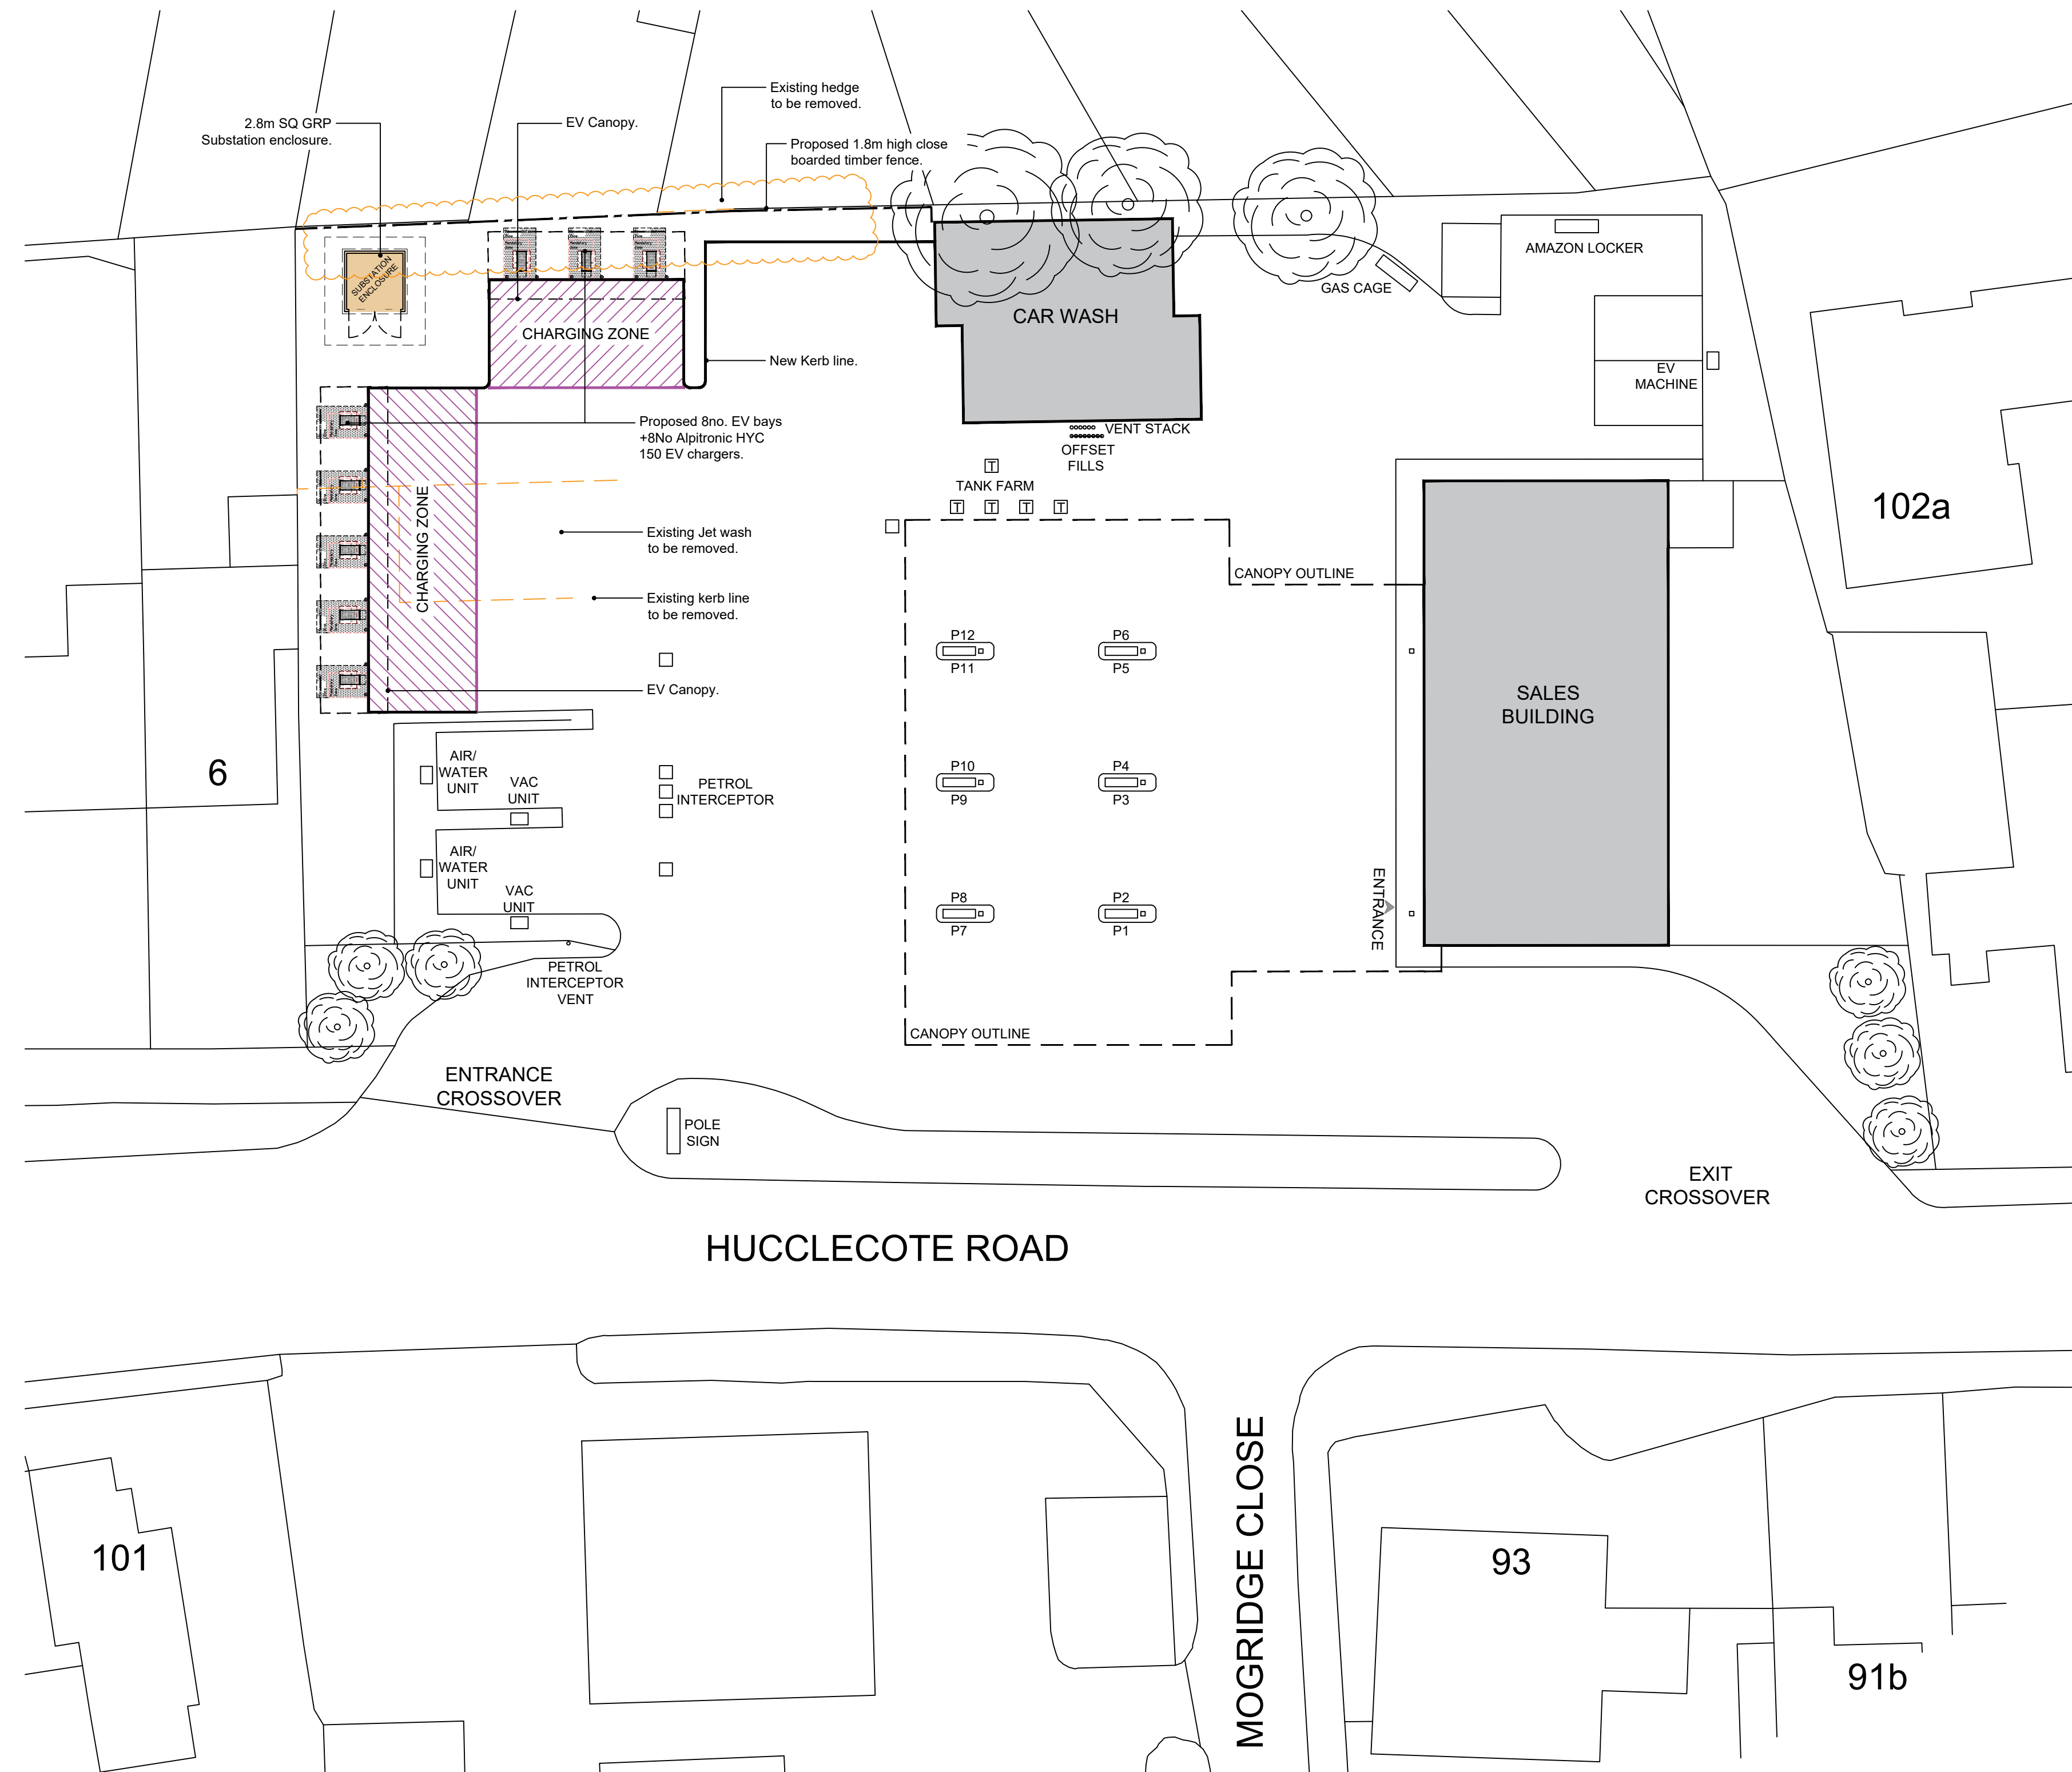 Existing hedge
to be removed.
2.8m SQ GRP
Substation enclosure.
EV Canopy.
Proposed 1.8m high close
boarded timber fence.
SUBSTATION
ENCLOSURE
CHARGING ZONE
New Kerb line.
CAR WASH
GAS CAGE
AMAZON LOCKER
EV
MACHINE
Proposed 8no. EV bays
+8No Alpitronic HYC
150 EV chargers.
VENT STACK
OFFSET
FILLS
T
TANK FARM
T
T
T
T
102a
CHARGING ZONE
Existing Jet wash
to be removed.
CANOPY OUTLINE
Existing kerb line
to be removed.
P12
P11
P6
P5
EV Canopy.
SALES
BUILDING
6
AIR/
WATER
UNIT
VAC
UNIT
PETROL
INTERCEPTOR
P10
P9
P4
P3
AIR/
WATER
UNIT
VAC
UNIT
P8
P7
P2
P1
ENTRANCE
PETROL
INTERCEPTOR
VENT
CANOPY OUTLINE
ENTRANCE
CROSSOVER
POLE
SIGN
EXIT
CROSSOVER
HUCCLECOTE ROAD
MOGRIDGE CLOSE
101
93
91b